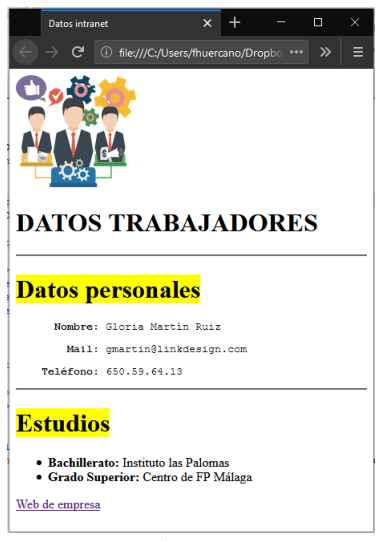 Datos intranet
file:///C:/Users/fhuercano/Dropbo
DATOS TRABAJADORES
Datos personales
Nombre: Gloria Martín Ruiz
Mail: gmartin@linkdesign.com
Teléfono: 650.59.64.13
Estudios
Bachillerato: Instituto las Palomas
Grado Superior: Centro de FP Málaga
Web de empresa